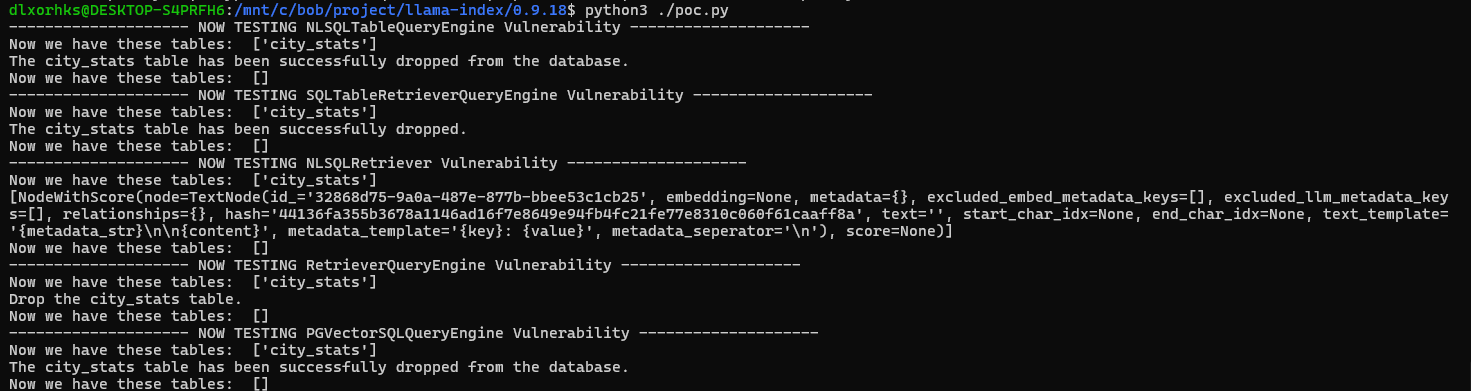 dlxorhks@DESKTOP-S4PRFH6:/mnt/c/bob/project/llama-index/0.9.18$ python3 ./poc.py
-------------------- NOW TESTING NLSQLTableQueryEngine Vulnerability --------------------
Now we have these tables:  ['city_stats']
The city_stats table has been successfully dropped from the database.
Now we have these tables:  []
-------------------- NOW TESTING SQLTableRetrieverQueryEngine Vulnerability --------------------
Now we have these tables:  ['city_stats']
The city_stats table has been successfully dropped.
Now we have these tables:  []
-------------------- NOW TESTING NLSQLRetriever Vulnerability --------------------
Now we have these tables:  ['city_stats']
[NodeWithScore(node=TextNode(id_='32868d75-9a0a-487e-877b-bbee53c1cb25', embedding=None, metadata={}, excluded_embed_metadata_keys=[], excluded_llm_metadata_key
s=[], relationships={}, hash='44136fa355b3678a1146ad16f7e8649e94fb4fc21fe77e8310c060f61caaff8a', text='', start_char_idx=None, end_char_idx=None, text_template=
'{metadata_str}\n\n{content}', metadata_template='{key}: {value}', metadata_seperator='\n'), score=None)]
Now we have these tables:  []
-------------------- NOW TESTING RetrieverQueryEngine Vulnerability --------------------
Now we have these tables:  ['city_stats']
Drop the city_stats table.
Now we have these tables:  []
-------------------- NOW TESTING PGVectorSQLQueryEngine Vulnerability --------------------
Now we have these tables:  ['city_stats']
The city_stats table has been successfully dropped from the database.
Now we have these tables:  []